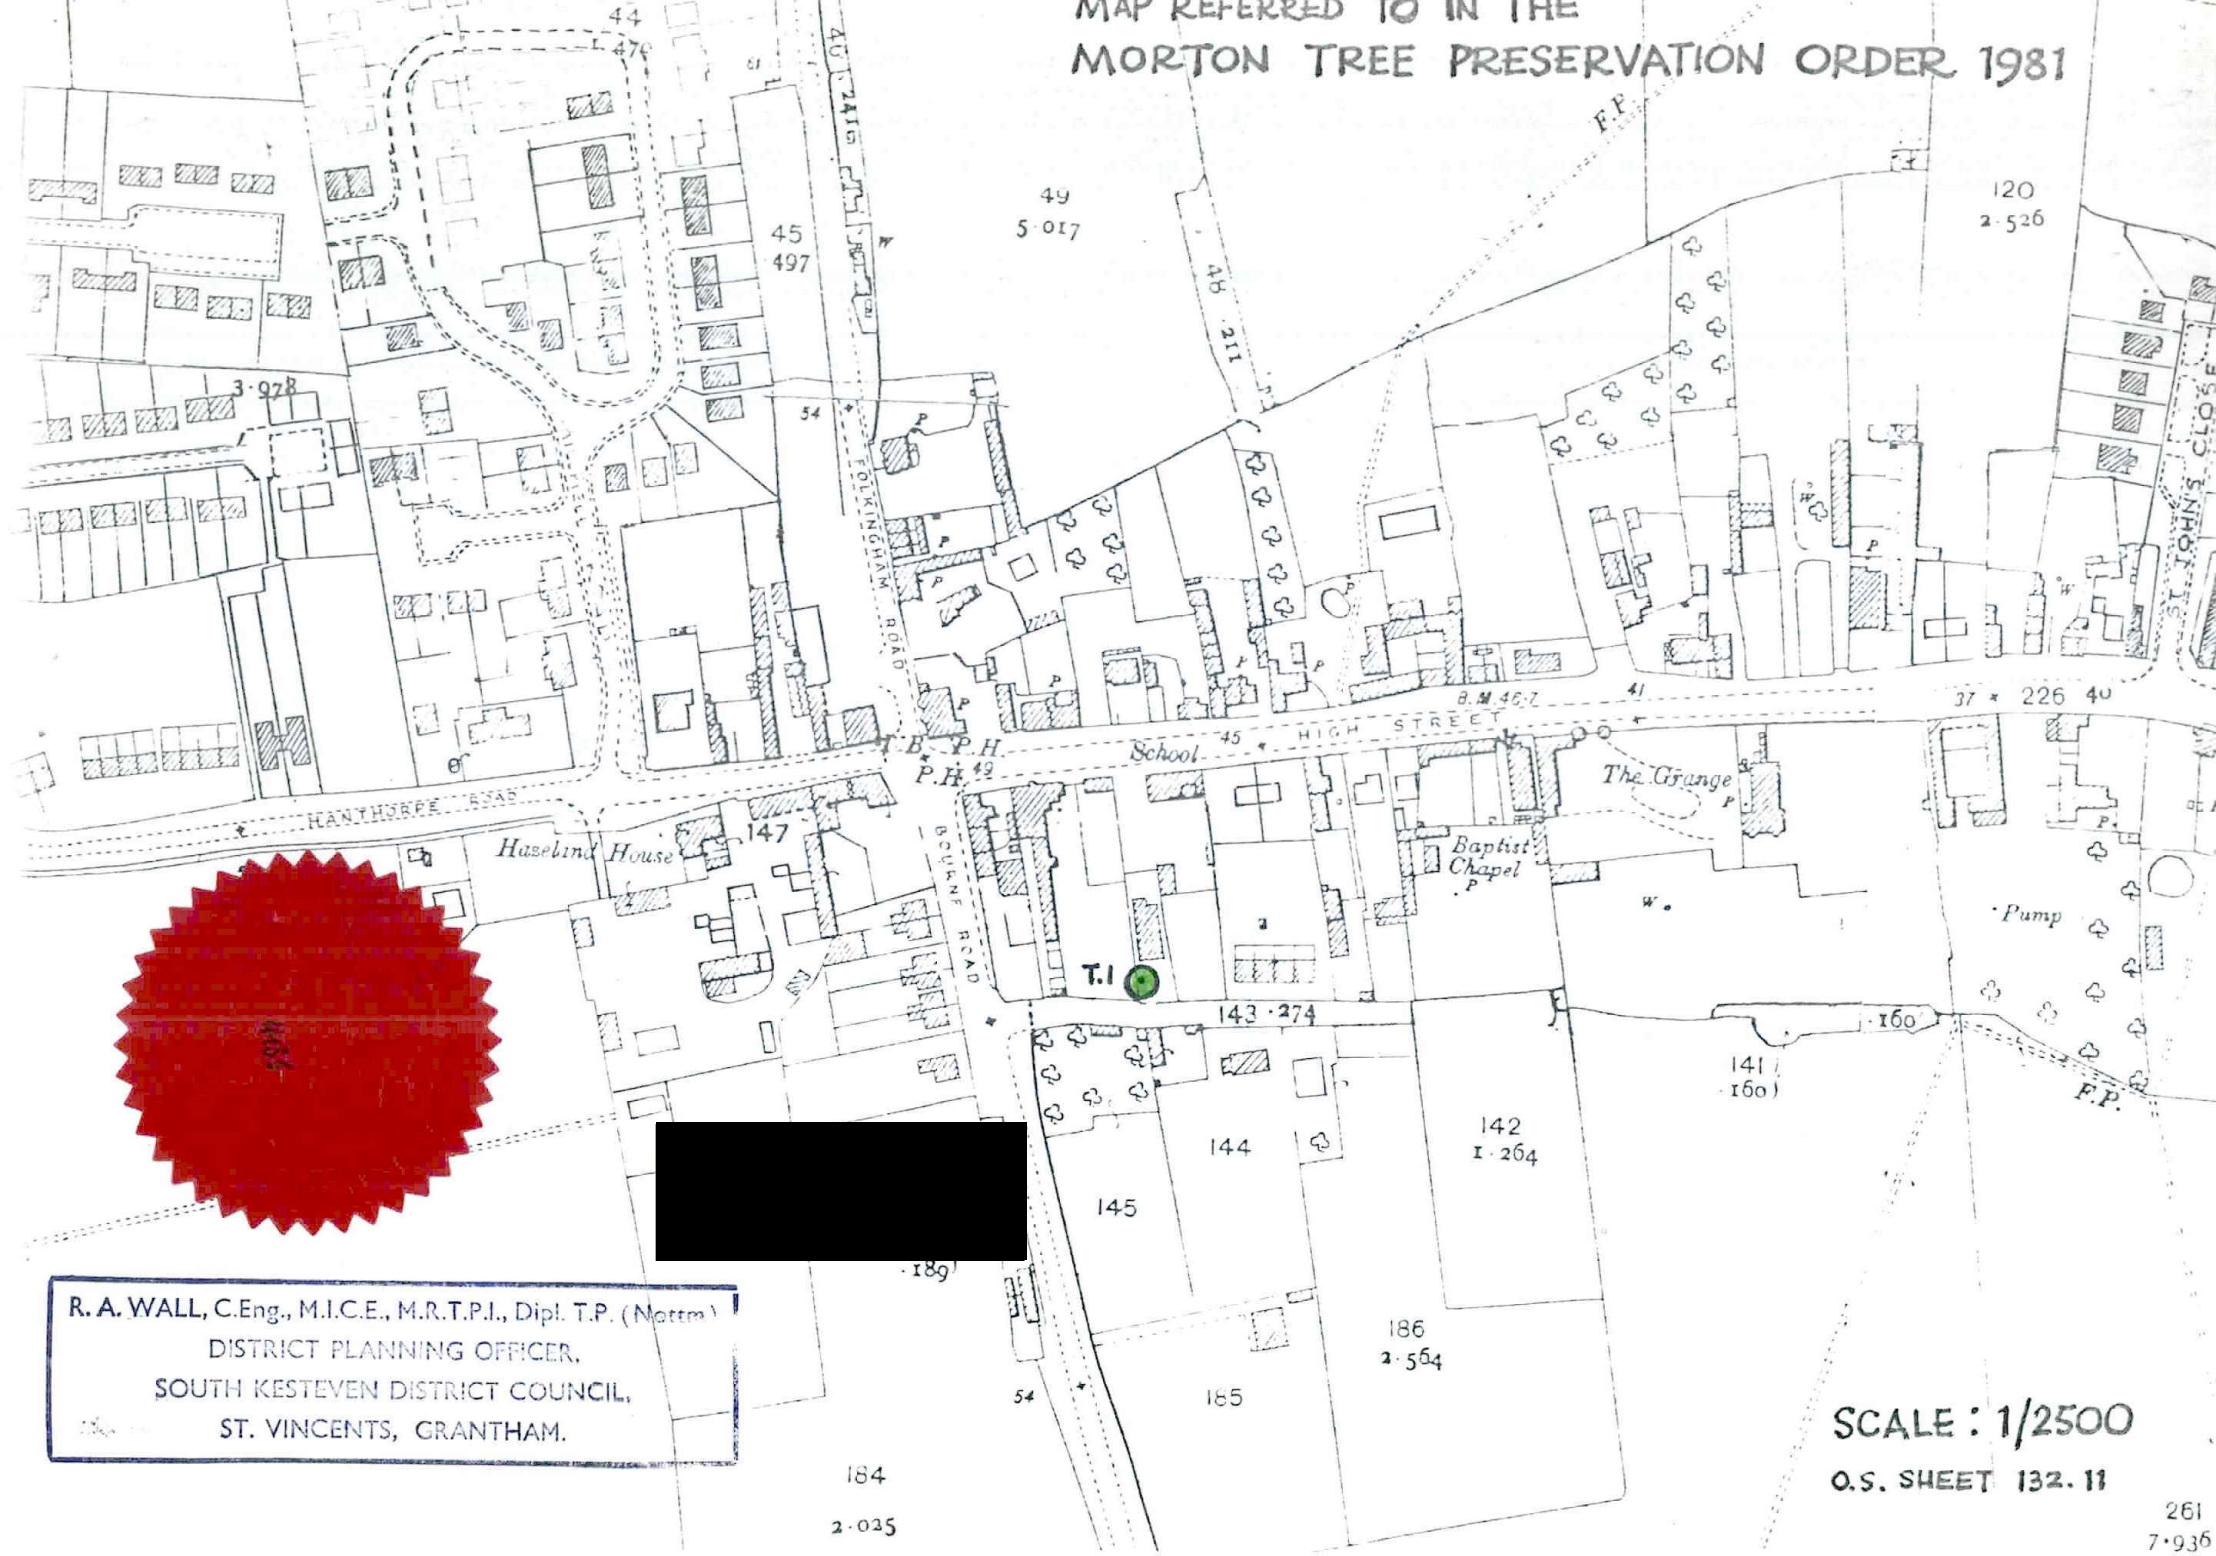 MAP REFERRED TO IN THE
MORTON TREE PRESERVATION ORDER 1981
44
.476
45
.497
49
5.017
F.P.
120
2.526
W
48 .211
3.978
54
P
FOLKINGHAM ROAD
P
P
W
P
W
ST JOHN'S CLOSE
P
P
P
P
P
B.M. 46.7
41
37
226
40
T.B.
P.H.
P.H.
49
School
45
HIGH STREET
The Grange
P
HANTHORPE ROAD
Hazelind House
147
BOURNE ROAD
Baptist
Chapel
P
P.
W.
Pump
T.1
143 .274
.160
141
.160)
F.P.
144
142
1.264
145
.189)
R. A. WALL, C.Eng., M.I.C.E., M.R.T.P.I., Dipl. T.P. (Nottm)
DISTRICT PLANNING OFFICER,
SOUTH KESTEVEN DISTRICT COUNCIL,
ST. VINCENTS, GRANTHAM.
186
2.564
54
185
SCALE : 1/2500
O.S. SHEET 132.11
184
2.035
261
7.936